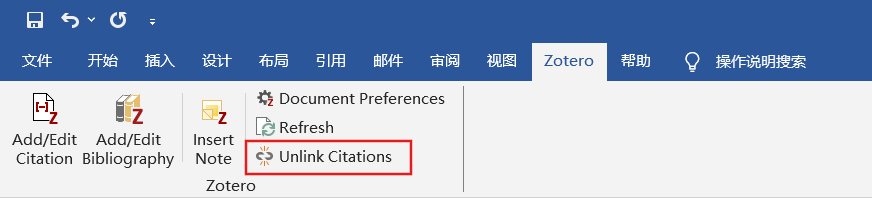 文件 开始 插入 设计 布局 引用 邮件 审阅 视图 Zotero 帮助 操作说明搜索
Add/Edit Citation
Add/Edit Bibliography
Insert Note
Document Preferences
Refresh
Unlink Citations
Zotero